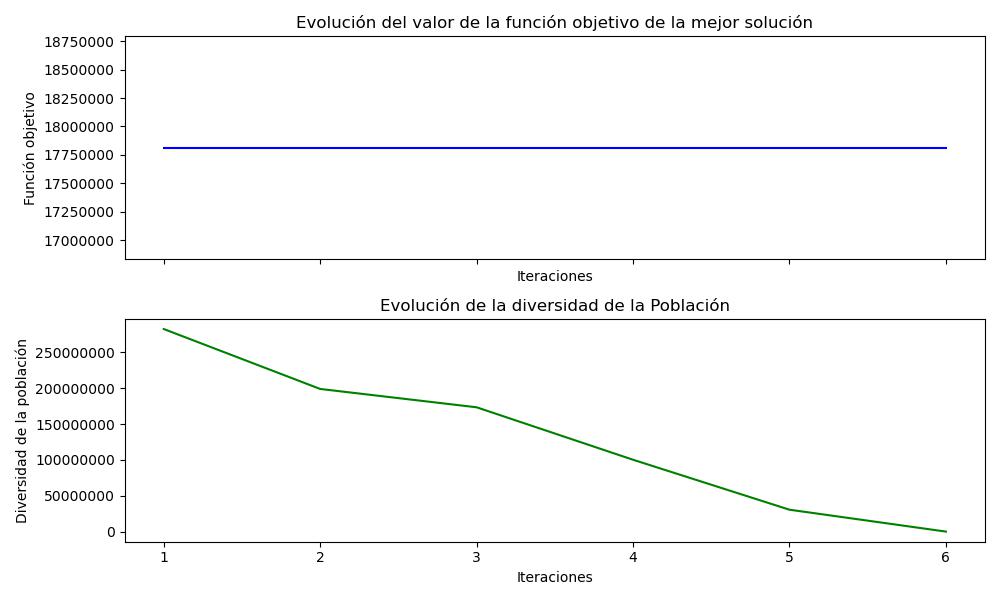 Evolución del valor de la función objetivo de la mejor solución
18750000
18500000
18250000
18000000
17750000
17500000
17250000
17000000
Función objetivo
Iteraciones
Evolución de la diversidad de la Población
250000000
200000000
150000000
100000000
50000000
0
Diversidad de la población
1 2 3 4 5 6
Iteraciones